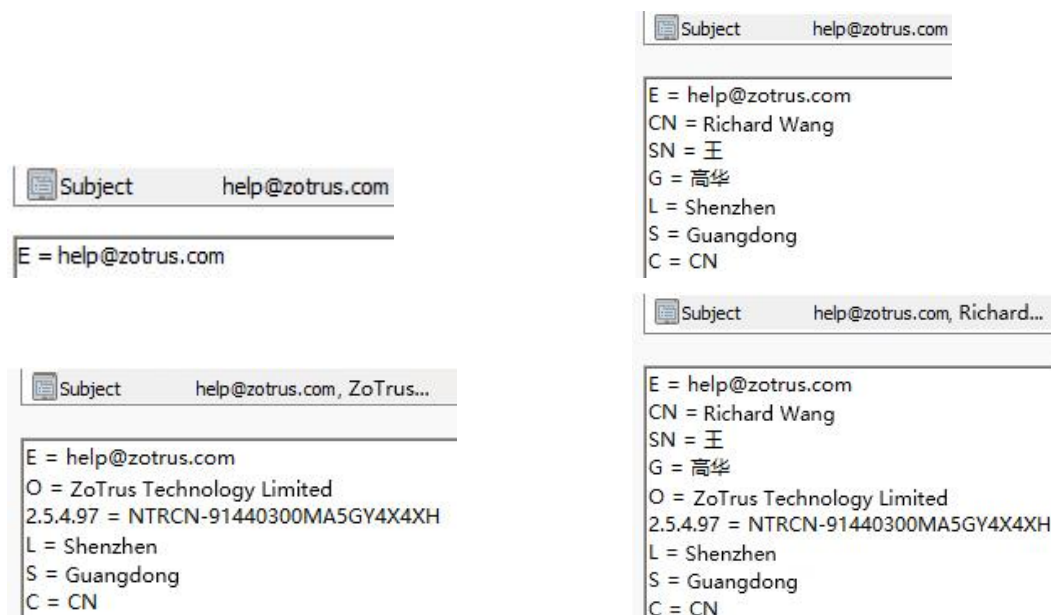 Subject help@zotrus.com
E = help@zotrus.com
Subject help@zotrus.com
E = help@zotrus.com
CN = Richard Wang
SN = 王
G = 高华
L = Shenzhen
S = Guangdong
C = CN
Subject help@zotrus.com, ZoTrus...
E = help@zotrus.com
O = ZoTrus Technology Limited
2.5.4.97 = NTRCN-91440300MA5GY4X4XH
L = Shenzhen
S = Guangdong
C = CN
Subject help@zotrus.com, Richard...
E = help@zotrus.com
CN = Richard Wang
SN = 王
G = 高华
O = ZoTrus Technology Limited
2.5.4.97 = NTRCN-91440300MA5GY4X4XH
L = Shenzhen
S = Guangdong
C = CN